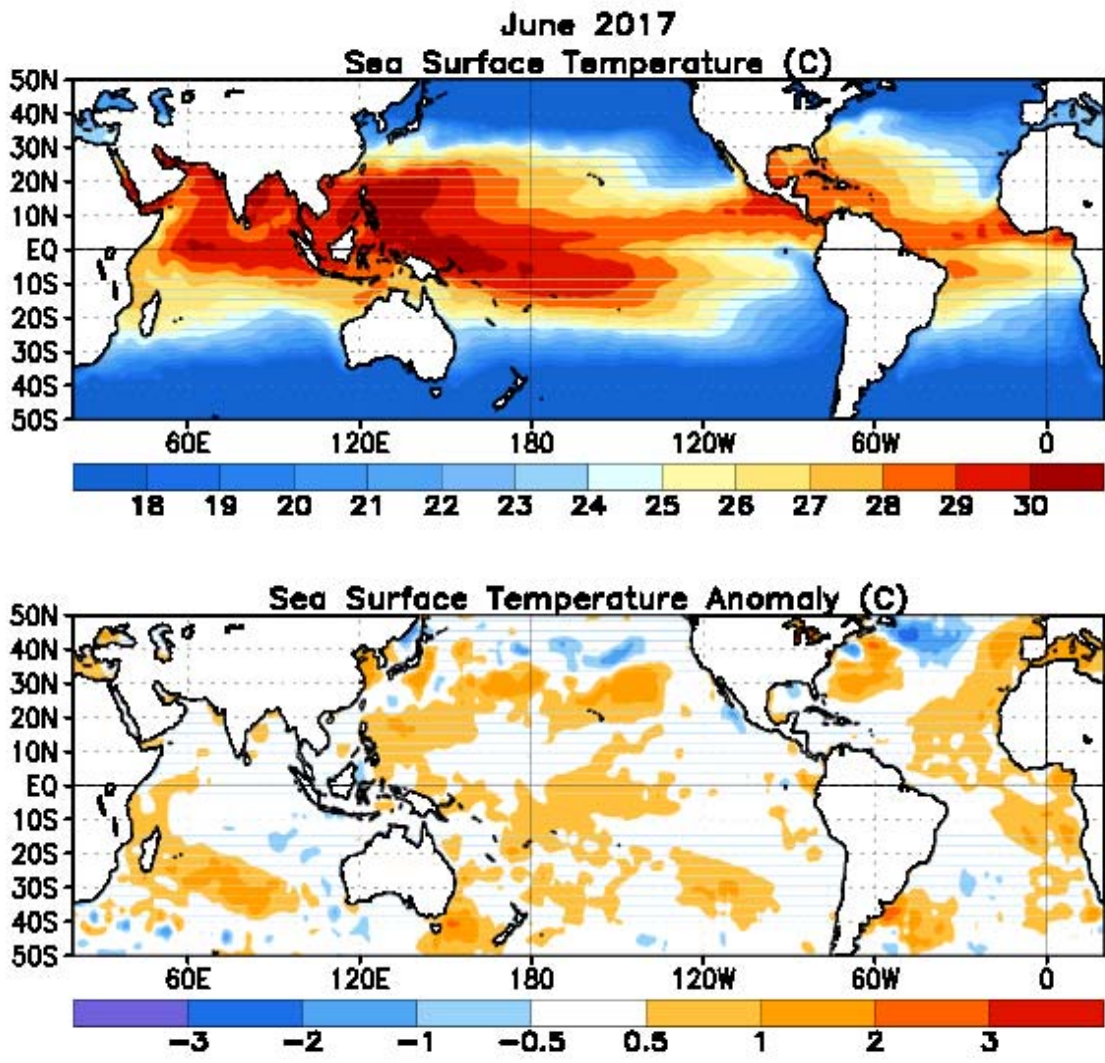 June 2017
Sea Surface Temperature (C)
50N
40N
30N
20N
10N
EQ
10S
20S
30S
40S
50S
60E 120E 180 120W 60W 0
18 19 20 21 22 23 24 25 26 27 28 29 30
Sea Surface Temperature Anomaly (C)
50N
40N
30N
20N
10N
EQ
10S
20S
30S
40S
50S
60E 120E 180 120W 60W 0
-3 -2 -1 -0.5 0.5 1 2 3